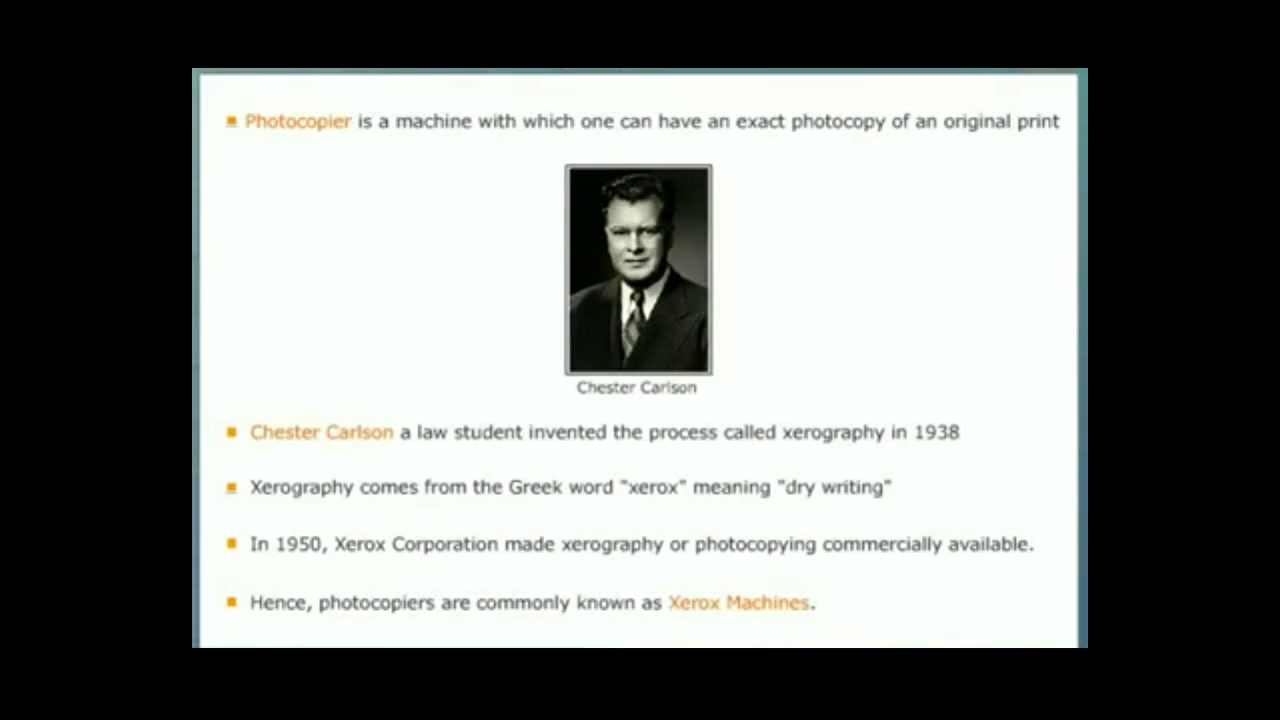 Photocopier is a machine with which one can have an exact photocopy of an original print
Chester Carlson
Chester Carlson a law student invented the process called xerography in 1938
Xerography comes from the Greek word "xerox" meaning "dry writing"
In 1950, Xerox Corporation made xerography or photocopying commercially available.
Hence, photocopiers are commonly known as Xerox Machines.